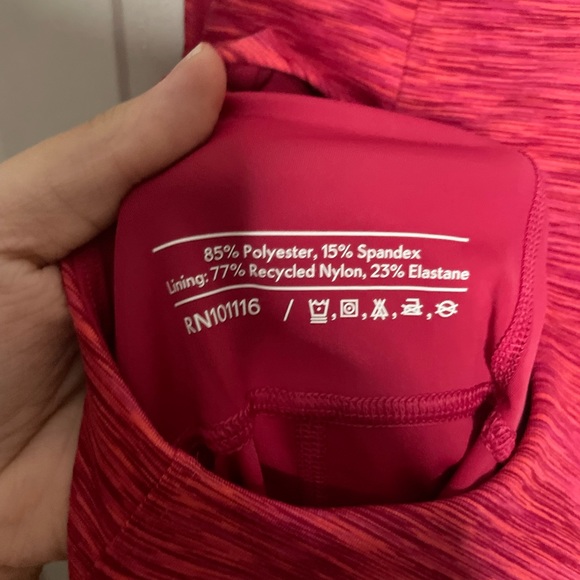 85% Polyester, 15% Spandex
Lining: 77% Recycled Nylon, 23% Elastane
RN101116 /